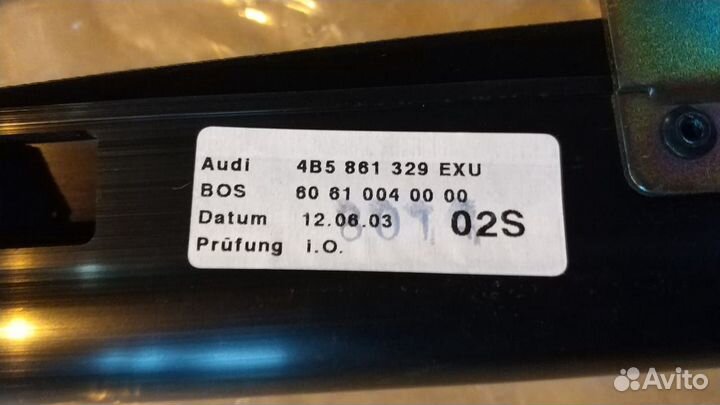 Audi 4B5 861 329 EXU
BOS 60 61 004 00 00
Datum 12.06.03 02S
Prüfung i.O.
Avito